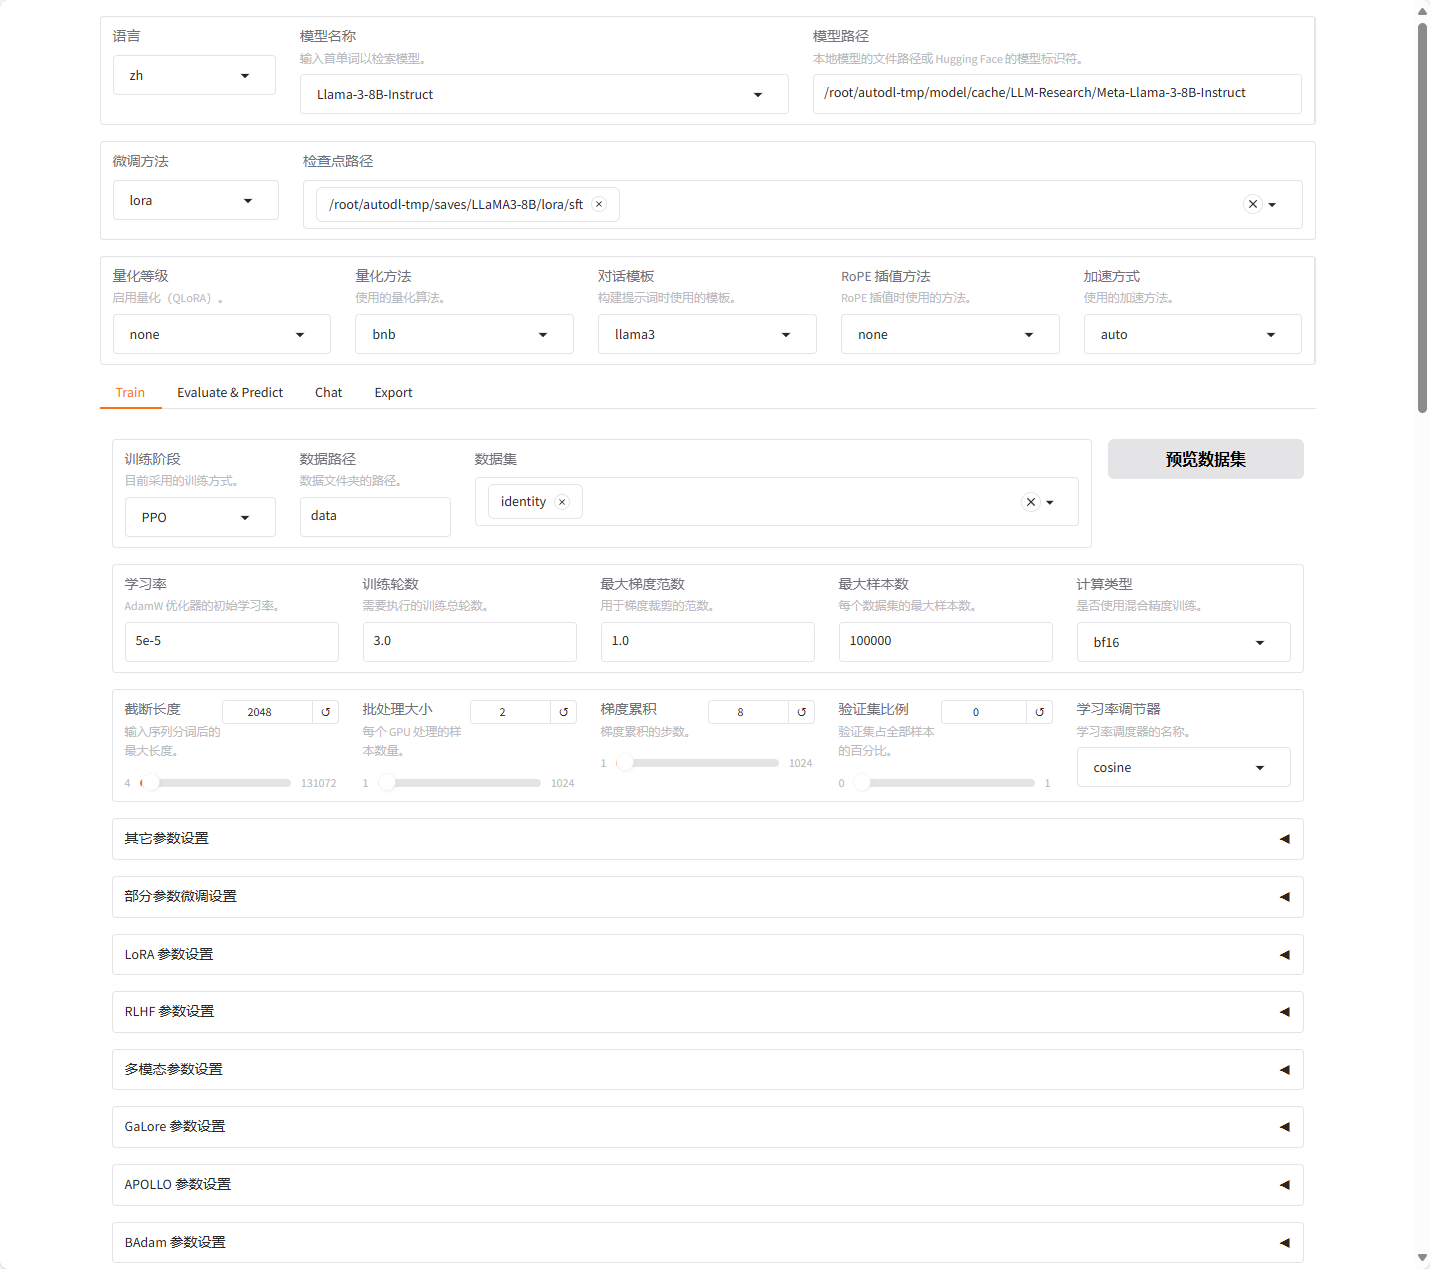 语言
zh
模型名称
输入首单词以检索模型。
Llama-3-8B-Instruct
模型路径
本地模型的文件路径或 Hugging Face 的模型标识符。
/root/autodl-tmp/model/cache/LLM-Research/Meta-Llama-3-8B-Instruct
微调方法
lora
检查点路径
/root/autodl-tmp/saves/LLaMA3-8B/lora/sft
量化等级
启用量化（QLoRA）。
none
量化方法
使用的量化算法。
bnb
对话模板
构建提示词时使用的模板。
llama3
RoPE 插值方法
RoPE 插值时使用的方法。
none
加速方式
使用的加速方法。
auto
Train
Evaluate & Predict
Chat
Export
训练阶段
目前采用的训练方式。
PPO
数据路径
数据文件夹的路径。
data
数据集
identity
预览数据集
学习率
AdamW 优化器的初始学习率。
5e-5
训练轮数
需要执行的训练总轮数。
3.0
最大梯度范数
用于梯度裁剪的范数。
1.0
最大样本数
每个数据集的最大样本数。
100000
计算类型
是否使用混合精度训练。
bf16
截断长度
2048
输入序列分词后的
最大长度。
4
131072
批处理大小
2
每个 GPU 处理的样
本数量。
1
1024
梯度累积
8
梯度累积的步数。
1
1024
验证集比例
0
验证集占全部样本
的百分比。
0
1
学习率调节器
学习率调度器的名称。
cosine
其它参数设置
部分参数微调设置
LoRA 参数设置
RLHF 参数设置
多模态参数设置
GaLore 参数设置
APOLLO 参数设置
BAdam 参数设置